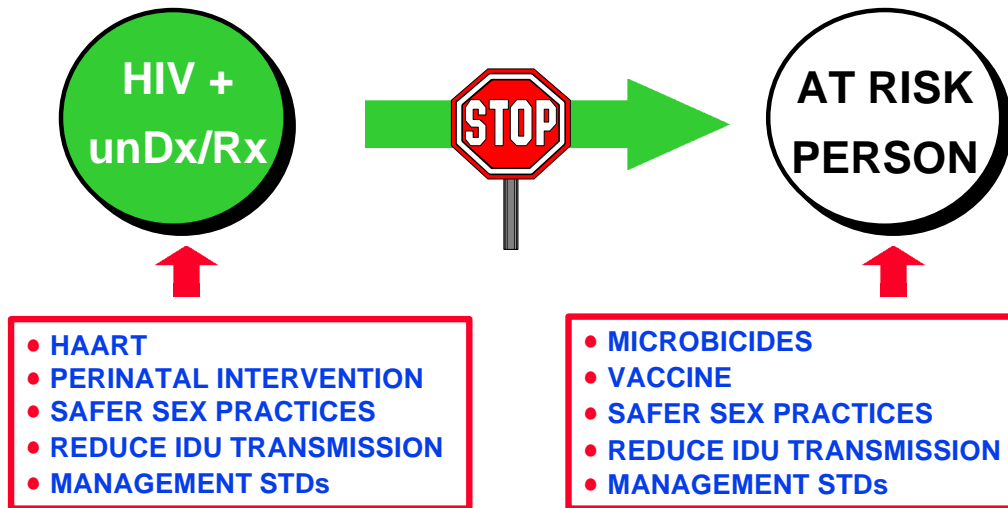 HIV +
unDx/Rx
STOP
AT RISK
PERSON
• HAART
• PERINATAL INTERVENTION
• SAFER SEX PRACTICES
• REDUCE IDU TRANSMISSION
• MANAGEMENT STDs
• MICROBICIDES
• VACCINE
• SAFER SEX PRACTICES
• REDUCE IDU TRANSMISSION
• MANAGEMENT STDs